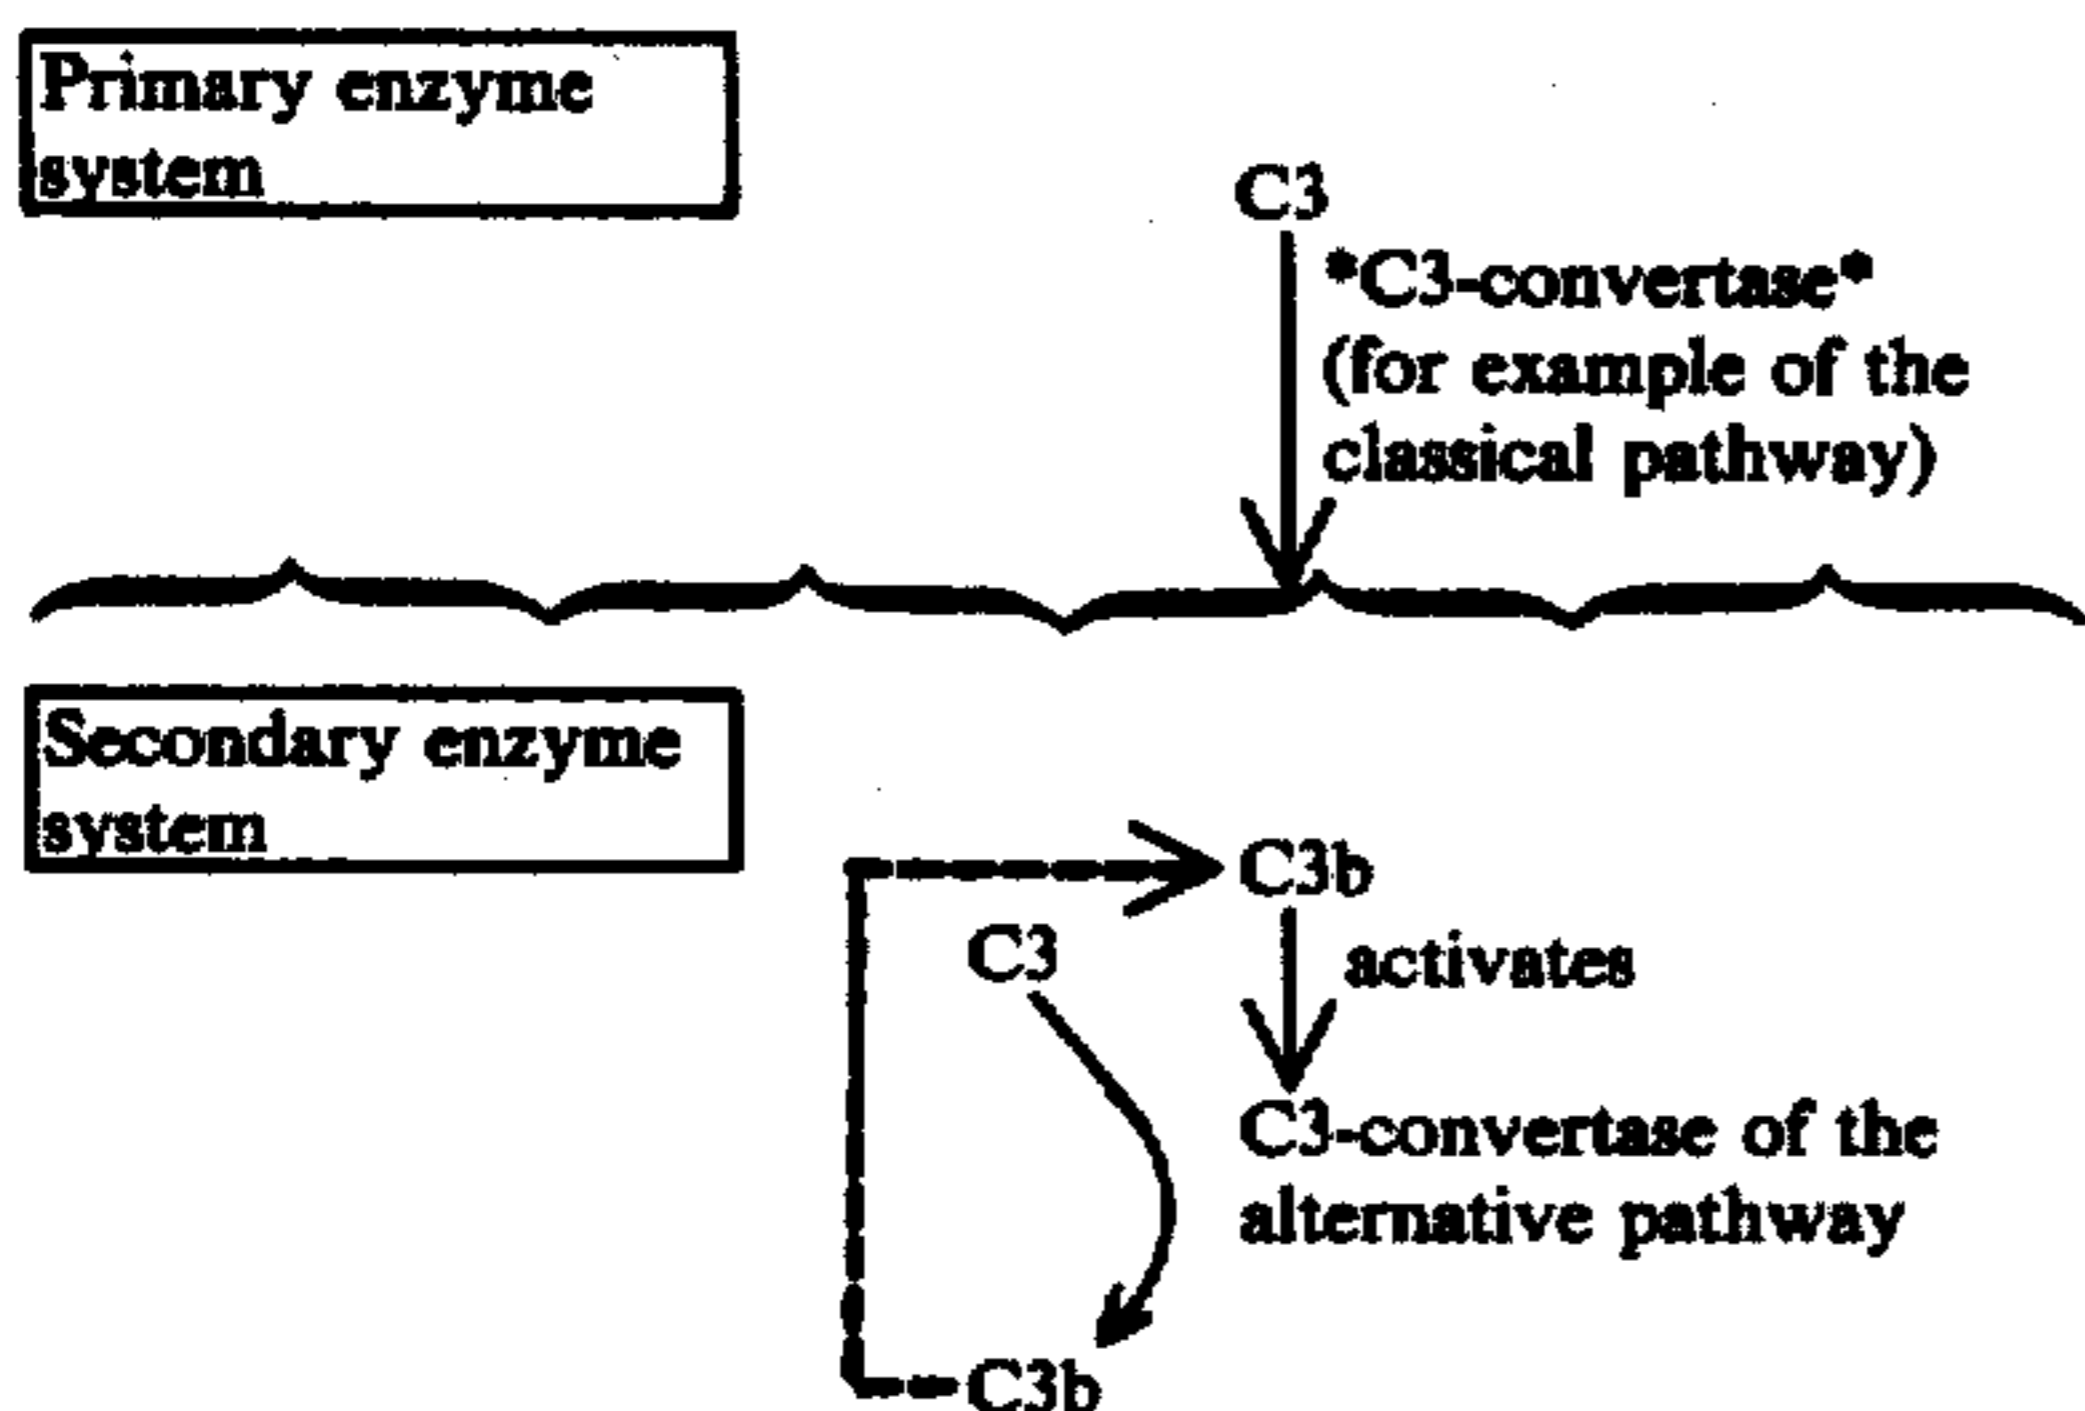 Primary enzyme
system
C3
*C3-convertase*
(for example of the
classical pathway)
Secondary enzyme
system
C3b
C3
activates
C3-convertase of the
alternative pathway
C3b